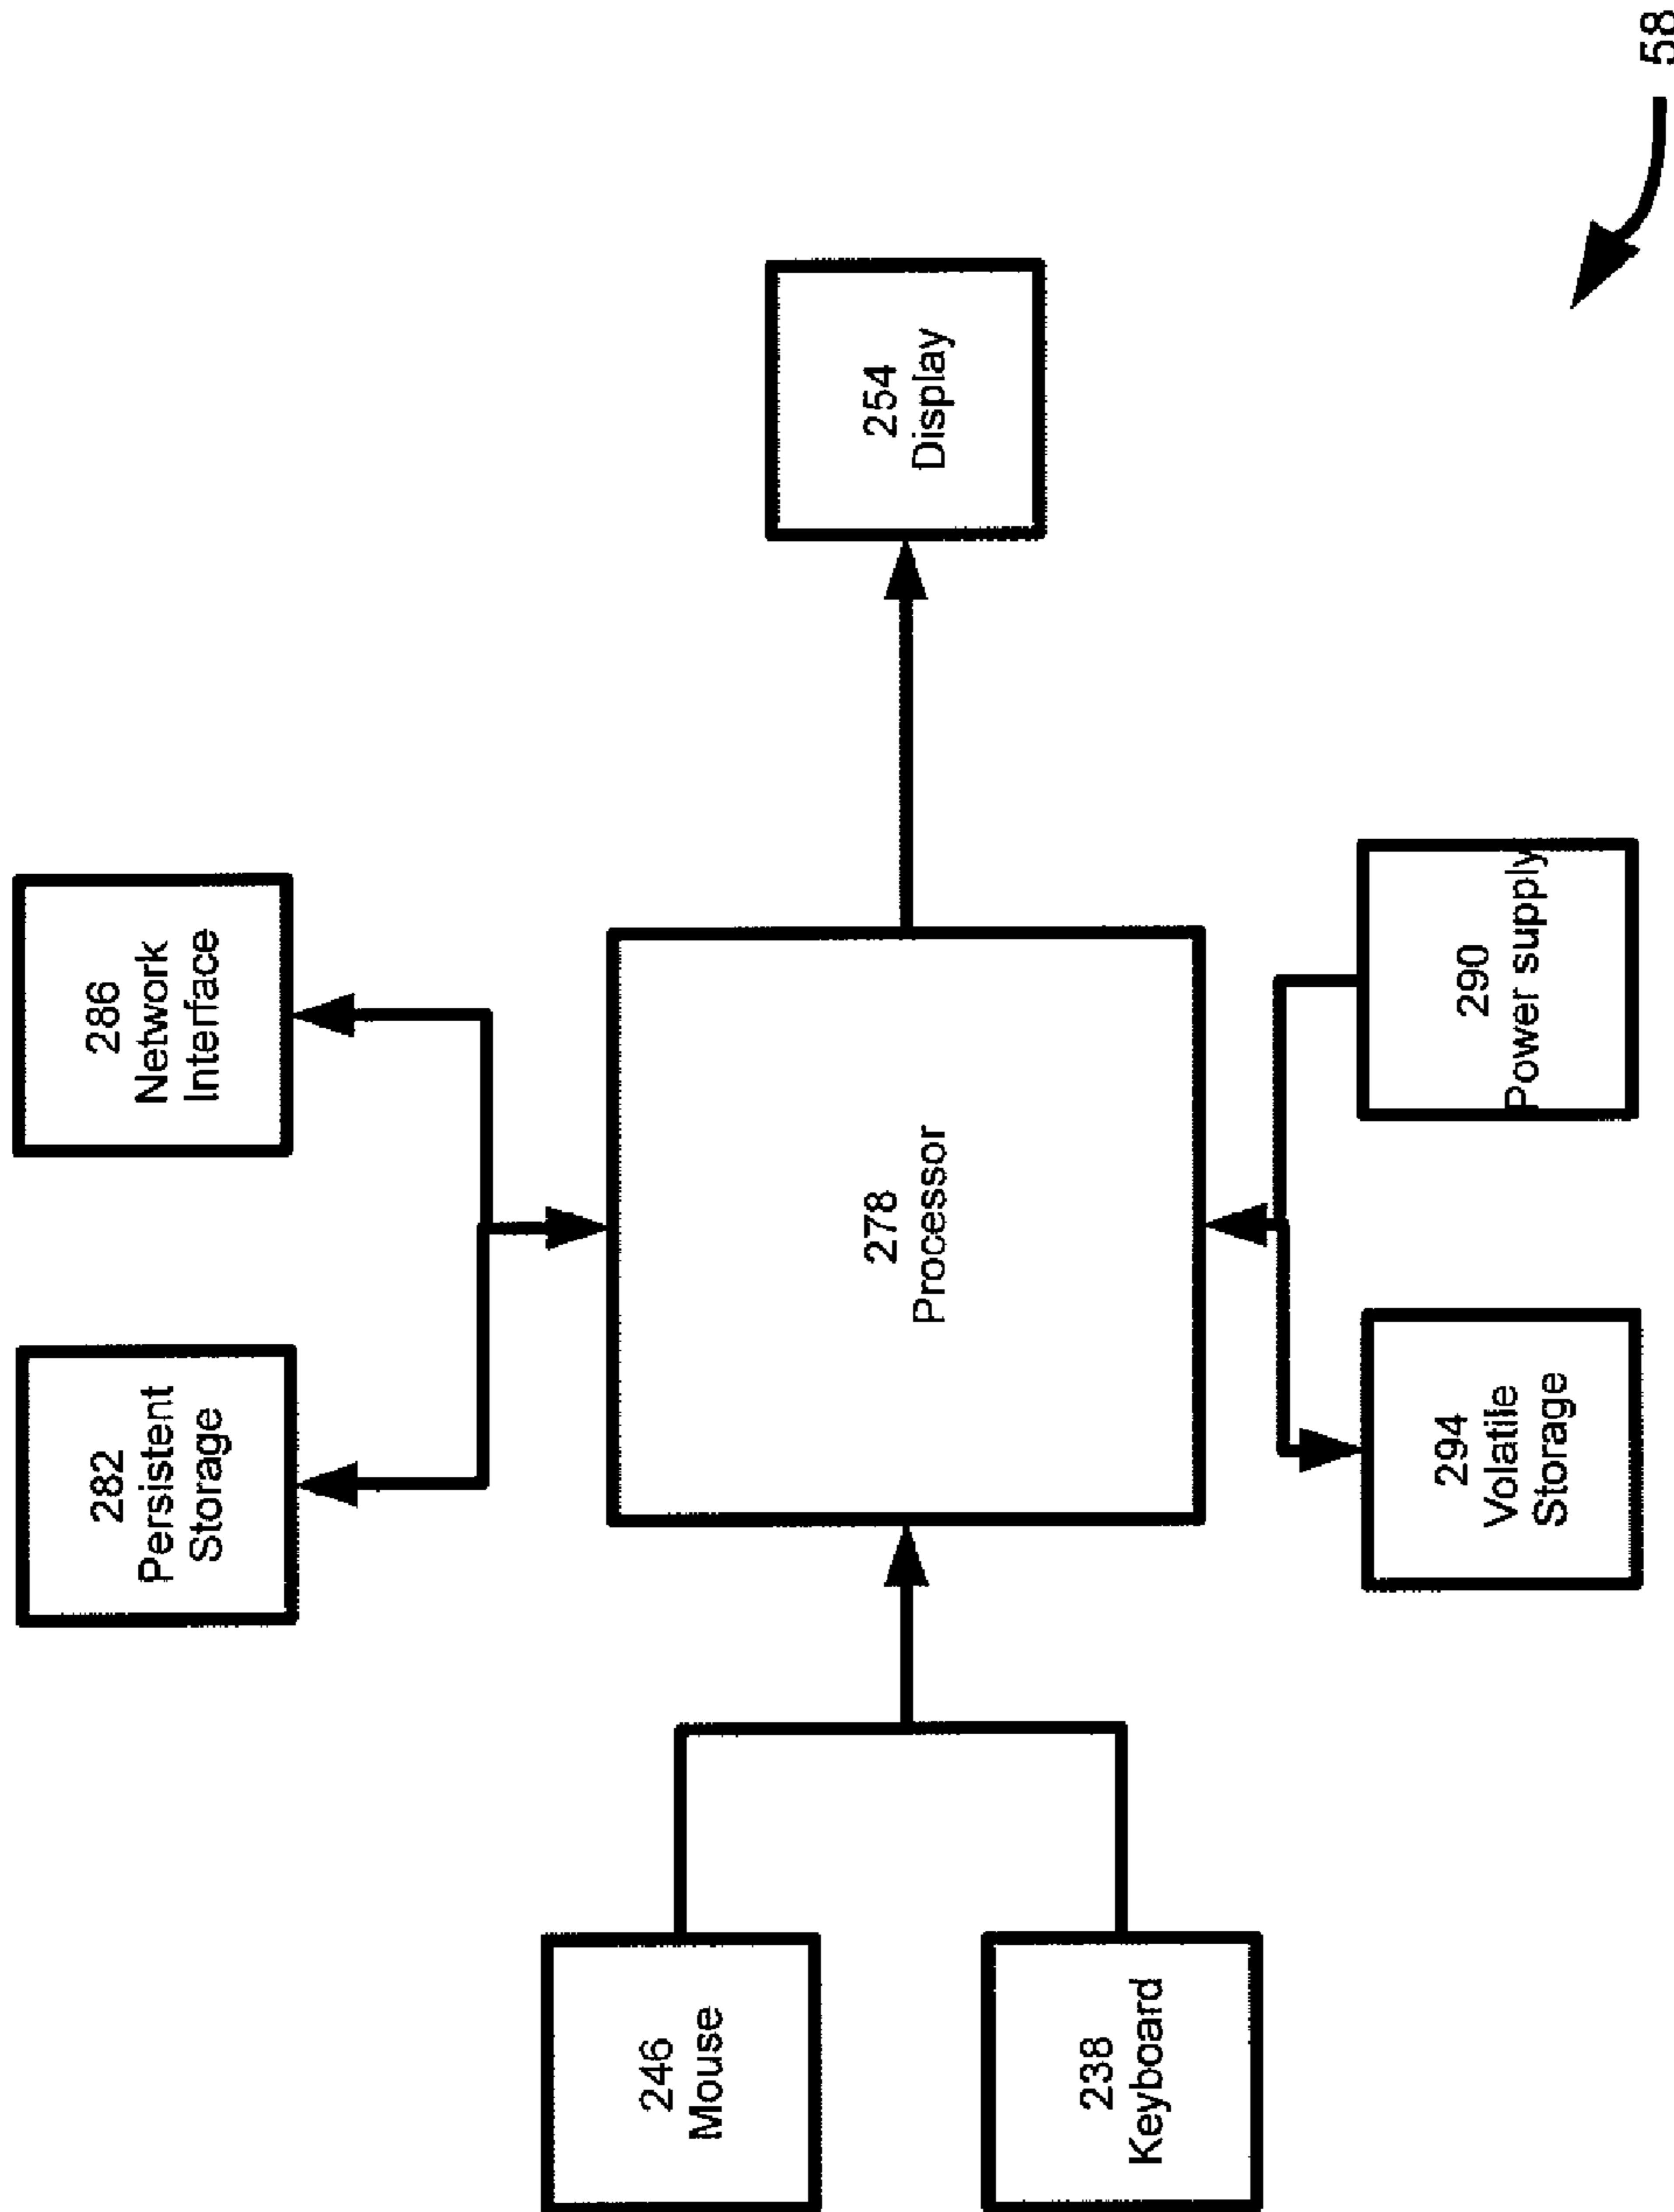 282
Persistent
Storage
286
Network
Interface
246
Mouse
278
Processor
254
Display
238
Keyboard
294
Volatile
Storage
290
Power supply
58